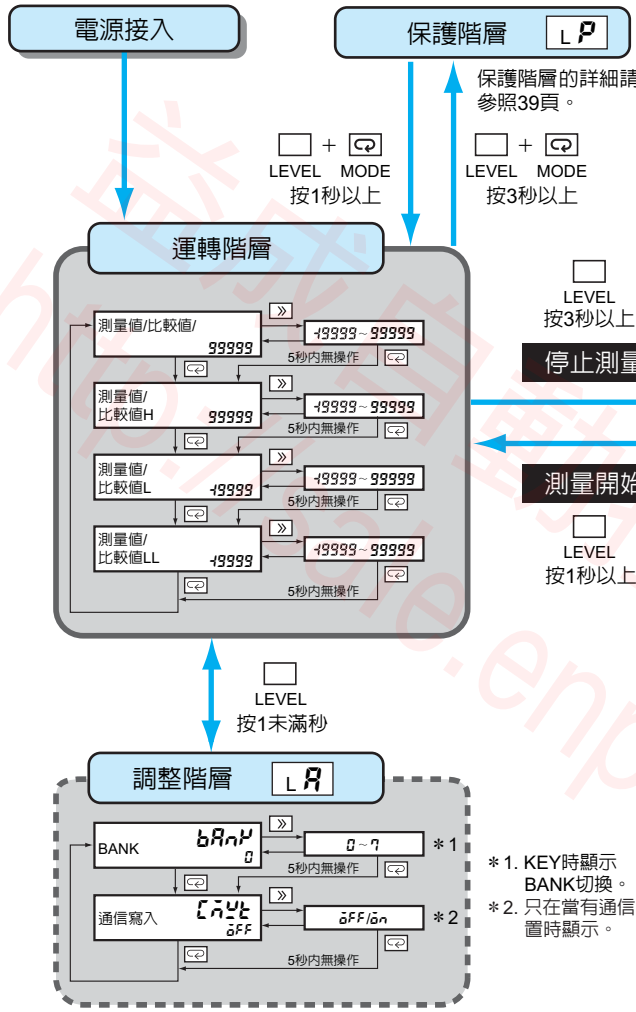 電源接入
保護階層 L P
保護階層的詳細請
參照39頁。
LEVEL + MODE
按1秒以上
LEVEL + MODE
按3秒以上
運轉階層
測量值/比較值/
99999
-19999~99999
5秒內無操作
測量值/
比較值H 99999
-19999~99999
5秒內無操作
測量值/
比較值L -19999
-19999~99999
5秒內無操作
測量值/
比較值LL -19999
-19999~99999
5秒內無操作
LEVEL
按3秒以上
停止測量
測量開始
LEVEL
按1秒以上
LEVEL
按1未滿秒
調整階層 L A
BANK bAnK
0
0~7 *1
5秒內無操作
通信寫入 CMWT
oFF
oFF/on *2
5秒內無操作
*1. KEY時顯示
BANK切換。
*2. 只在當有通信
置時顯示。
益威自動
http://sale.enp